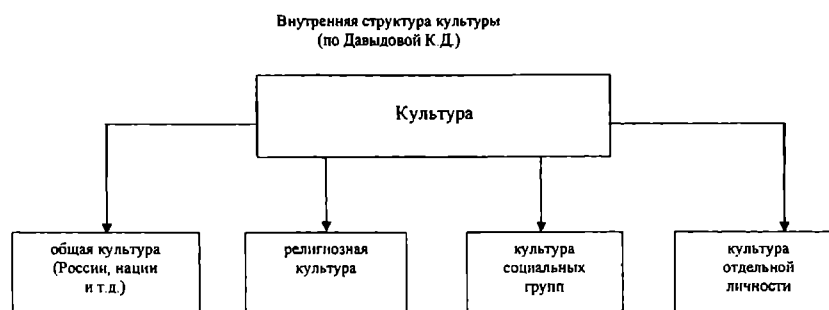 Внутренняя структура культуры
(по Давыдовой К.Д.)
Культура
общая культура
(России, нации
и т.д.)
религиозная
культура
культура
социальных
групп
культура
отдельной
личности